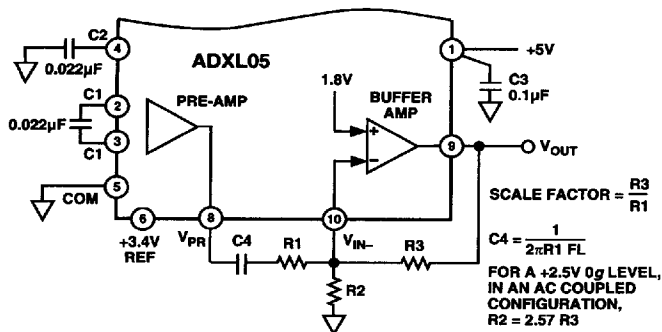 C2
4
0.022µF
ADXL05
1
+5V
C3
0.1µF
C1
2
0.022µF
3
C1
PRE-AMP
1.8V
BUFFER
AMP
+
−
9
VOUT
COM
5
6
+3.4V
REF
8
VPR
10
VIN−
C4
R1
R3
R2
SCALE FACTOR = R3
R1
C4 = 1
2πR1 FL
FOR A +2.5V 0g LEVEL,
IN AN AC COUPLED
CONFIGURATION,
R2 = 2.57 R3